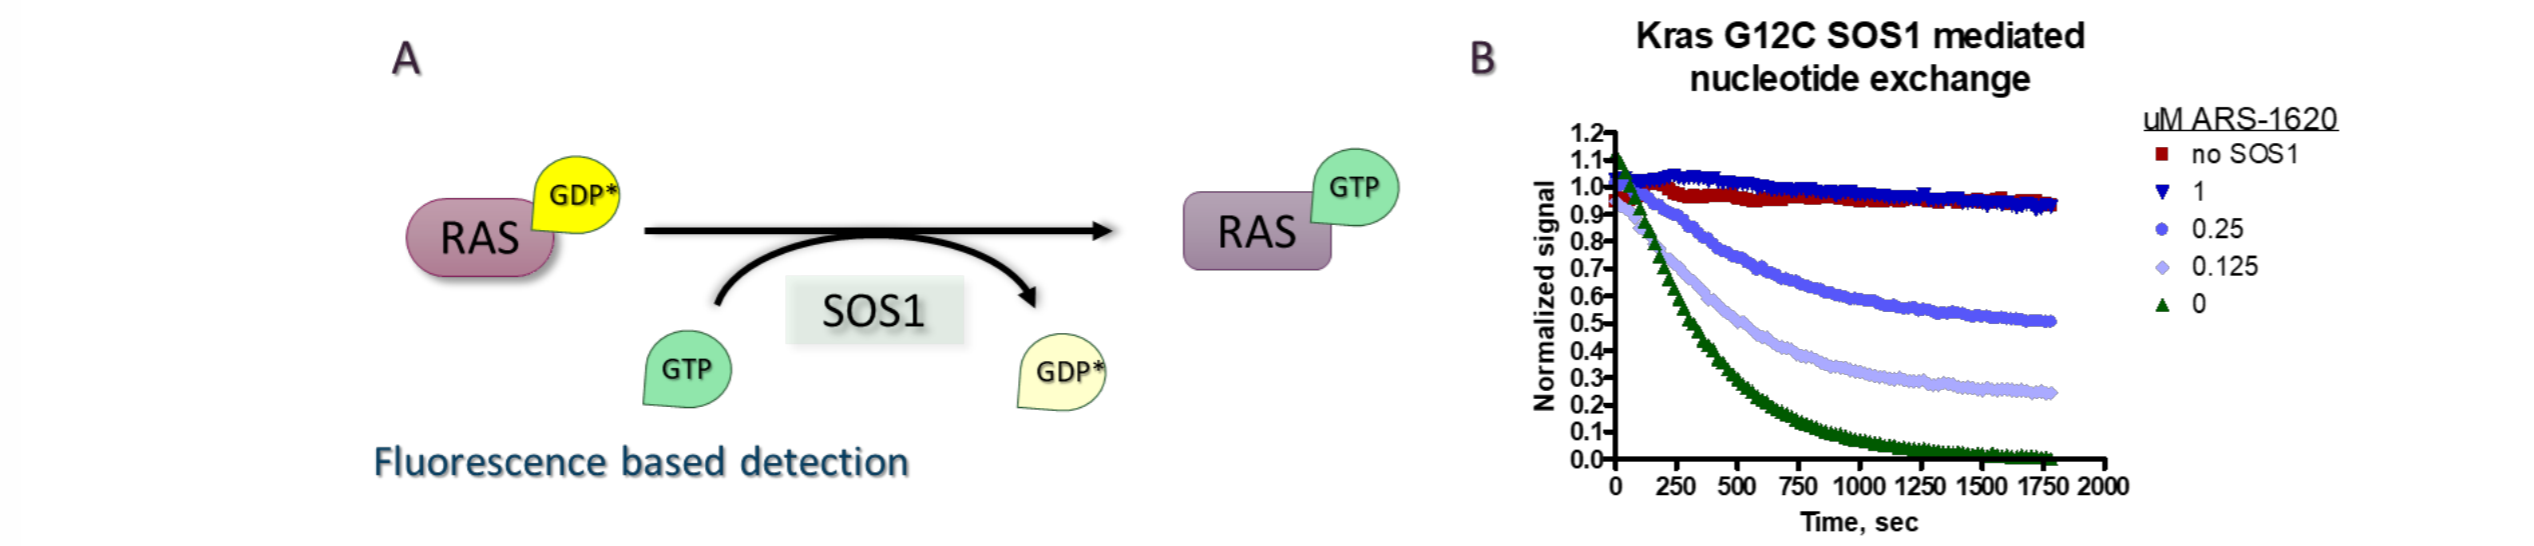 A
GDP*
RAS
SOS1
GTP
GDP*
GTP
RAS
Fluorescence based detection
B
Kras G12C SOS1 mediated
nucleotide exchange
Normalized signal
1.2
1.1
1.0
0.9
0.8
0.7
0.6
0.5
0.4
0.3
0.2
0.1
0.0
0 250 500 750 1000 1250 1500 1750 2000
Time, sec
uM ARS-1620
no SOS1
1
0.25
0.125
0